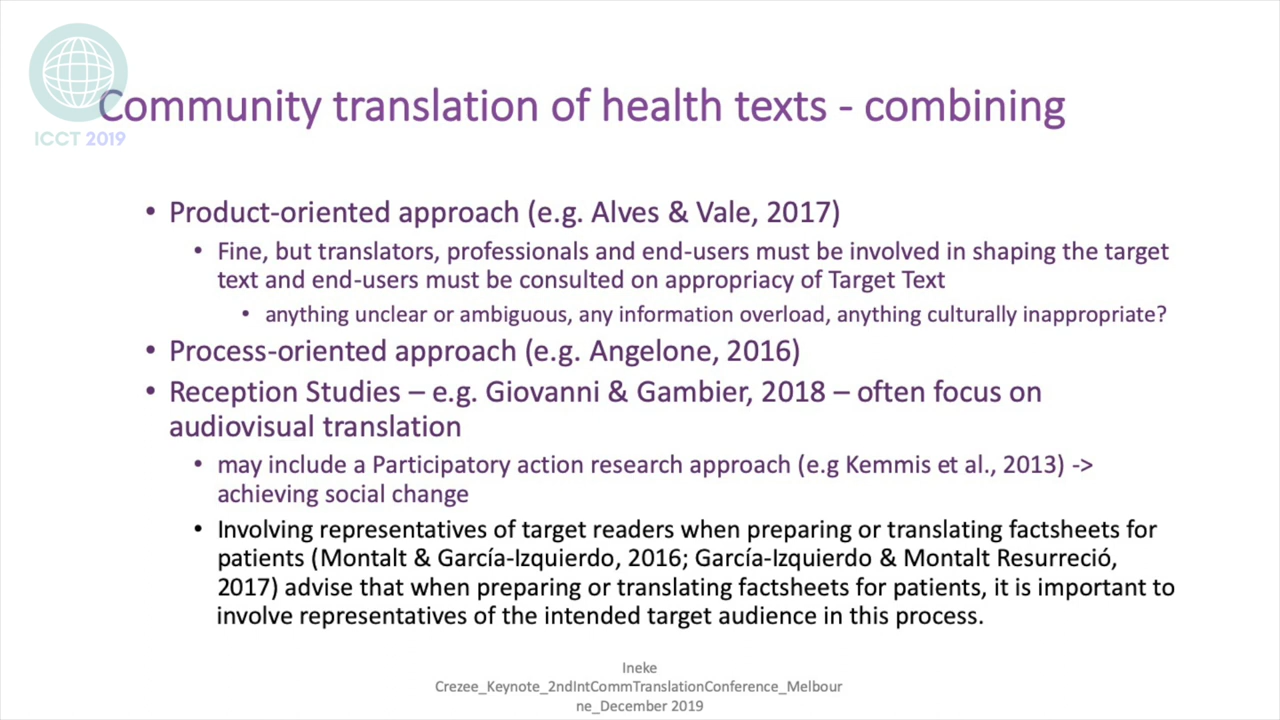 ICCT 2019
Community translation of health texts - combining
• Product-oriented approach (e.g. Alves & Vale, 2017)
• Fine, but translators, professionals and end-users must be involved in shaping the target
text and end-users must be consulted on appropriacy of Target Text
• anything unclear or ambiguous, any information overload, anything culturally inappropriate?
• Process-oriented approach (e.g. Angelone, 2016)
• Reception Studies – e.g. Giovanni & Gambier, 2018 – often focus on
audiovisual translation
• may include a Participatory action research approach (e.g Kemmis et al., 2013) ->
achieving social change
• Involving representatives of target readers when preparing or translating factsheets for
patients (Montalt & García-Izquierdo, 2016; García-Izquierdo & Montalt Resurreció,
2017) advise that when preparing or translating factsheets for patients, it is important to
involve representatives of the intended target audience in this process.
Ineke
Crezee_Keynote_2ndIntCommTranslationConference_Melbour
ne_December 2019